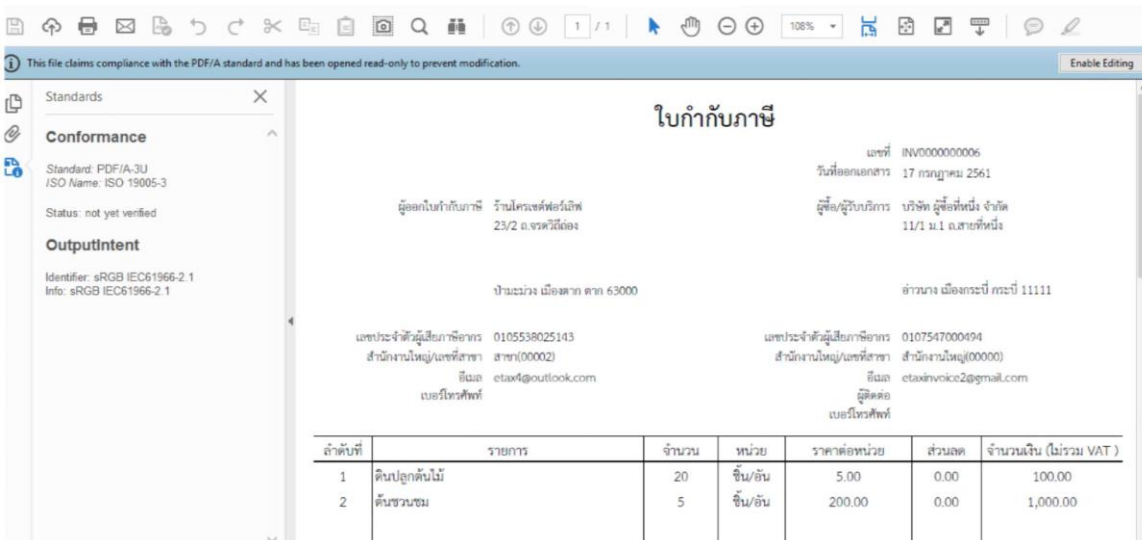 1 / 1
108%
This file claims compliance with the PDF/A standard and has been opened read-only to prevent modification.
Enable Editing
Standards
Conformance
Standard: PDF/A-3U
ISO Name: ISO 19005-3
Status: not yet verified
OutputIntent
Identifier: sRGB IEC61966-2.1
Info: sRGB IEC61966-2.1
ใบกำกับภาษี
เลขที่ INV0000000006
วันที่ออกเอกสาร 17 กรกฎาคม 2561
ผู้ออกใบกำกับภาษี ร้านโครเชต์ฟอร์เลิฟ
23/2 ถ.จรดวิถีถ่อง
ป่ามะม่วง เมืองตาก ตาก 63000
เลขประจำตัวผู้เสียภาษีอากร 0105538025143
สำนักงานใหญ่/เลขที่สาขา สาขา(00002)
อีเมล etax4@outlook.com
เบอร์โทรศัพท์
ผู้ซื้อ/ผู้รับบริการ บริษัท ผู้ซื้อที่หนึ่ง จำกัด
11/1 ม.1 ถ.สายที่หนึ่ง
อ่าวนาง เมืองกระบี่ กระบี่ 11111
เลขประจำตัวผู้เสียภาษีอากร 0107547000494
สำนักงานใหญ่/เลขที่สาขา สำนักงานใหญ่(00000)
อีเมล etaxinvoice2@gmail.com
ผู้ติดต่อ
เบอร์โทรศัพท์
ลำดับที่ รายการ จำนวน หน่วย ราคาต่อหน่วย ส่วนลด จำนวนเงิน (ไม่รวม VAT )
1 ดินปลูกต้นไม้ 20 ชิ้น/อัน 5.00 0.00 100.00
2 ต้นชวนชม 5 ชิ้น/อัน 200.00 0.00 1,000.00